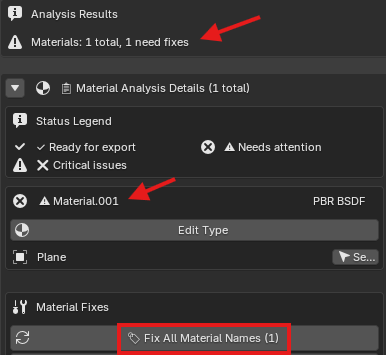 Analysis Results
Materials: 1 total, 1 need fixes
Material Analysis Details (1 total)
Status Legend
✓ Ready for export
⚠ Needs attention
✕ Critical issues
⚠ Material.001
PBR BSDF
Edit Type
Plane
Se...
Material Fixes
Fix All Material Names (1)